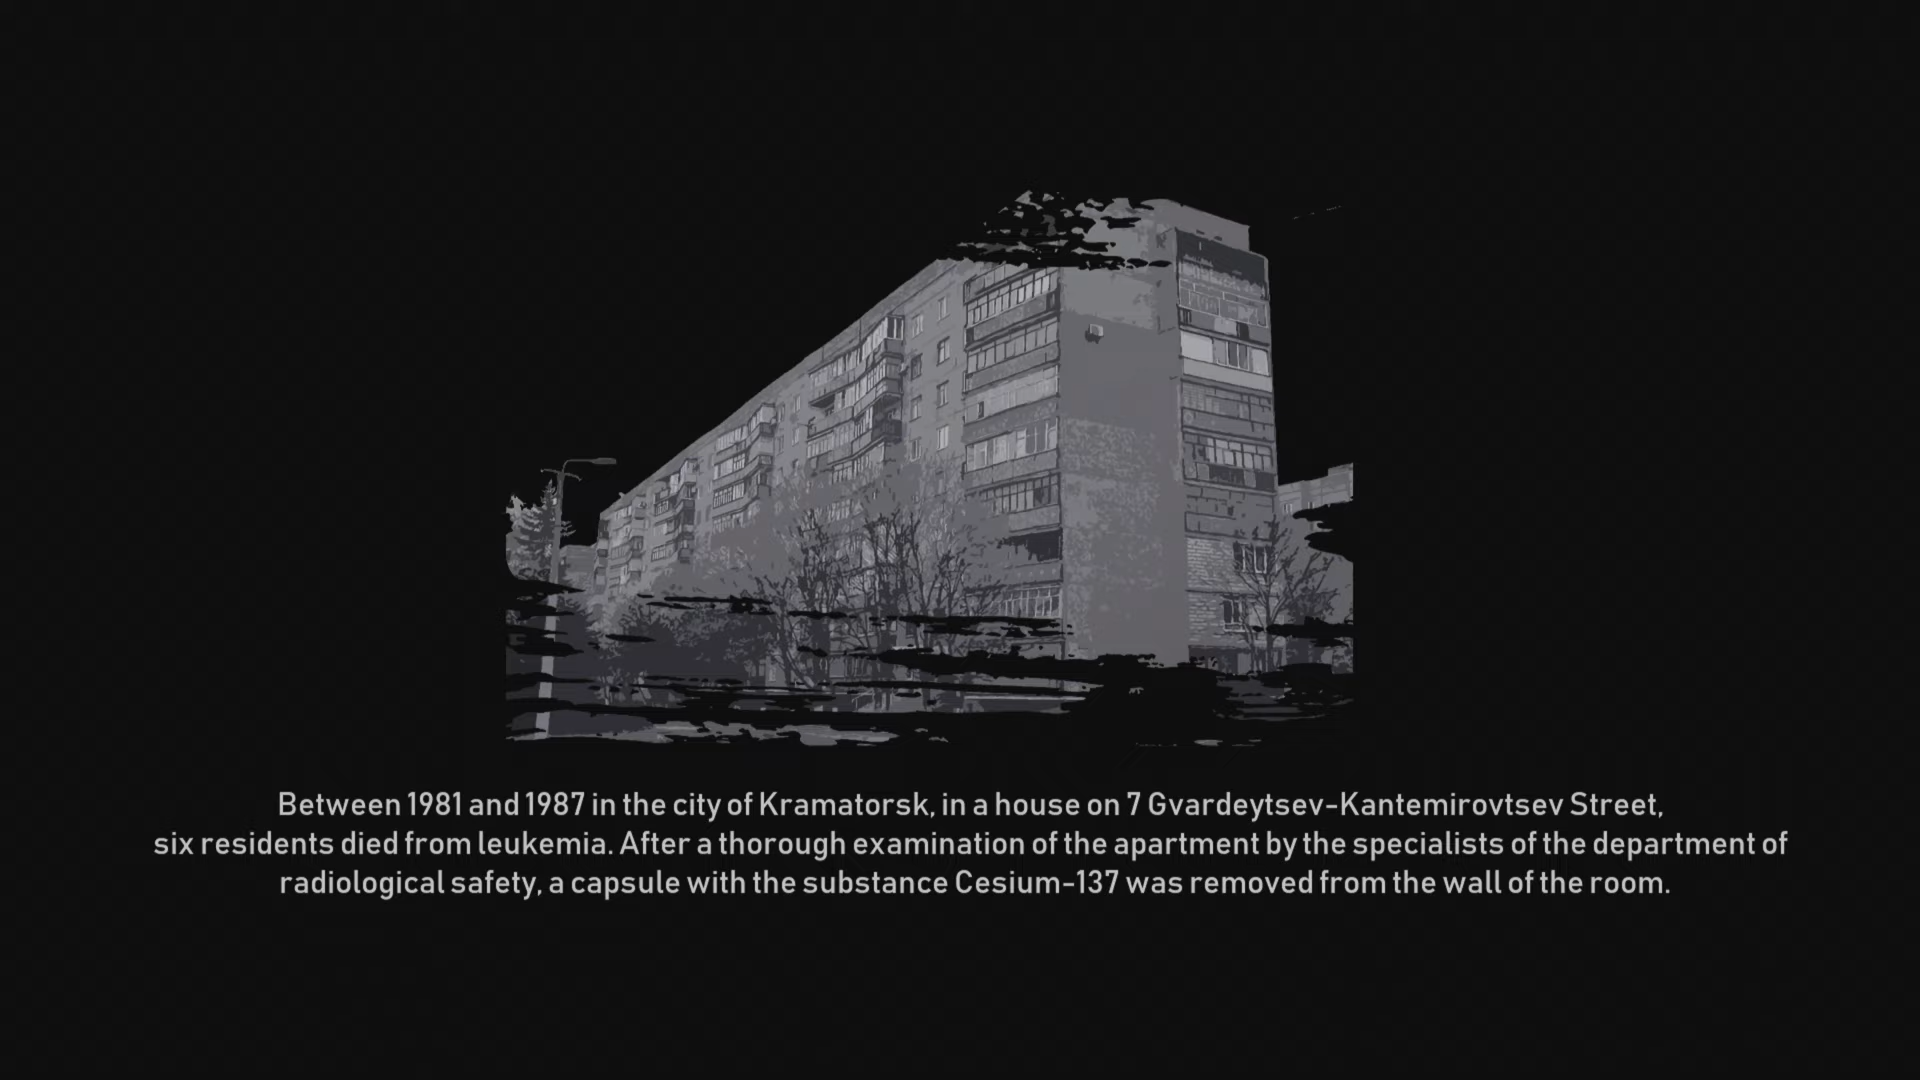 Between 1981 and 1987 in the city of Kramatorsk, in a house on 7 Gvardeytsev-Kantemirovtsev Street,
six residents died from leukemia. After a thorough examination of the apartment by the specialists of the department of
radiological safety, a capsule with the substance Cesium-137 was removed from the wall of the room.